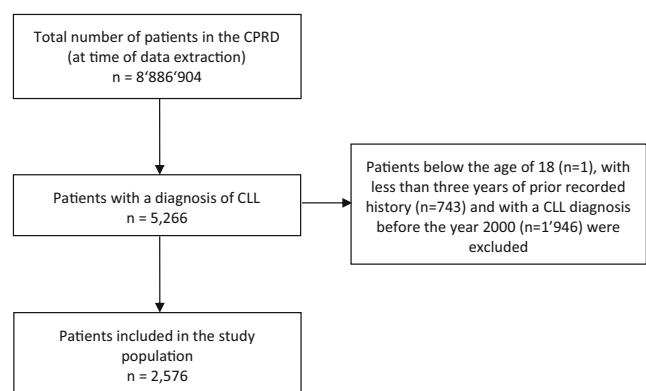 Total number of patients in the CPRD
(at time of data extraction)
n = 8‘886‘904
Patients with a diagnosis of CLL
n = 5,266
Patients below the age of 18 (n=1), with
less than three years of prior recorded
history (n=743) and with a CLL diagnosis
before the year 2000 (n=1’946) were
excluded
Patients included in the study
population
n = 2,576